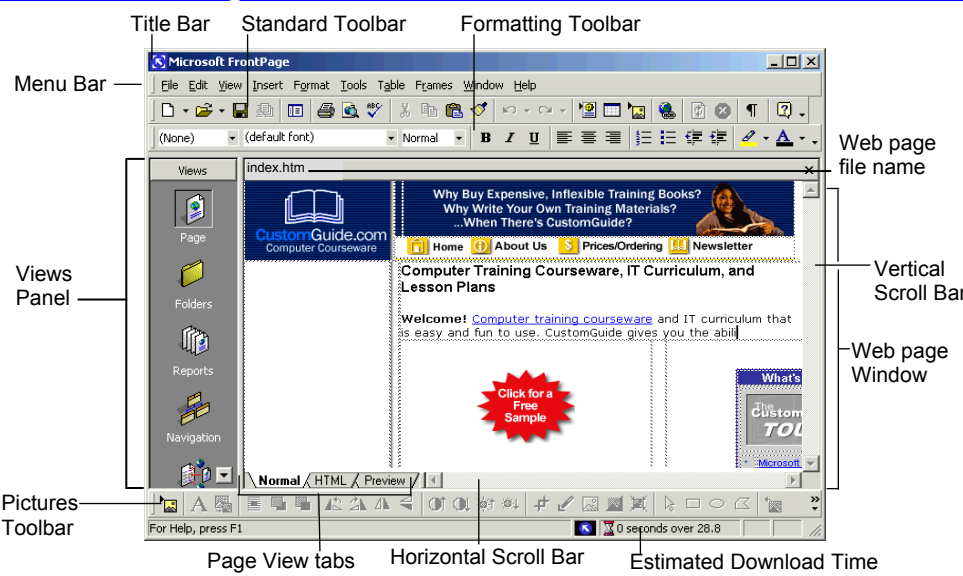 Title Bar
Standard Toolbar
Formatting Toolbar
Microsoft FrontPage
Menu Bar
File Edit View Insert Format Tools Table Frames Window Help
(None) (default font) Normal B I U A
Web page
file name
Views
index.htm
Page
Folders
Reports
Navigation
Views
Panel
CustomGuide.com
Computer Courseware
Why Buy Expensive, Inflexible Training Books?
Why Write Your Own Training Materials?
...When There's CustomGuide?
Home About Us $ Prices/Ordering Newsletter
Computer Training Courseware, IT Curriculum, and
Lesson Plans
Welcome! Computer training courseware and IT curriculum that
is easy and fun to use. CustomGuide gives you the abili
Click for a
Free
Sample
What's
The
Custom
TOU
Microsoft
Vertical
Scroll Bar
Web page
Window
Normal HTML Preview
Pictures
Toolbar
For Help, press F1
0 seconds over 28.8
Page View tabs
Horizontal Scroll Bar
Estimated Download Time